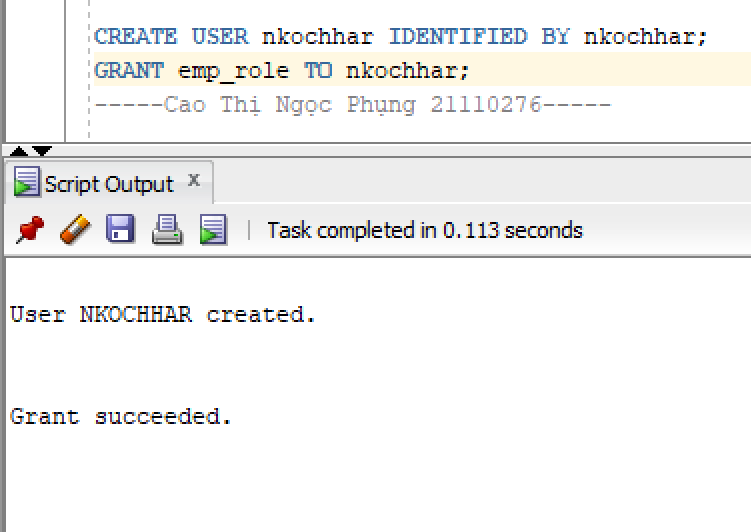 CREATE USER nkochhar IDENTIFIED BY nkochhar;
GRANT emp_role TO nkochhar;
-----Cao Thị Ngọc Phụng 21110276-----
Script Output x
Task completed in 0.113 seconds
User NKOCHHAR created.
Grant succeeded.